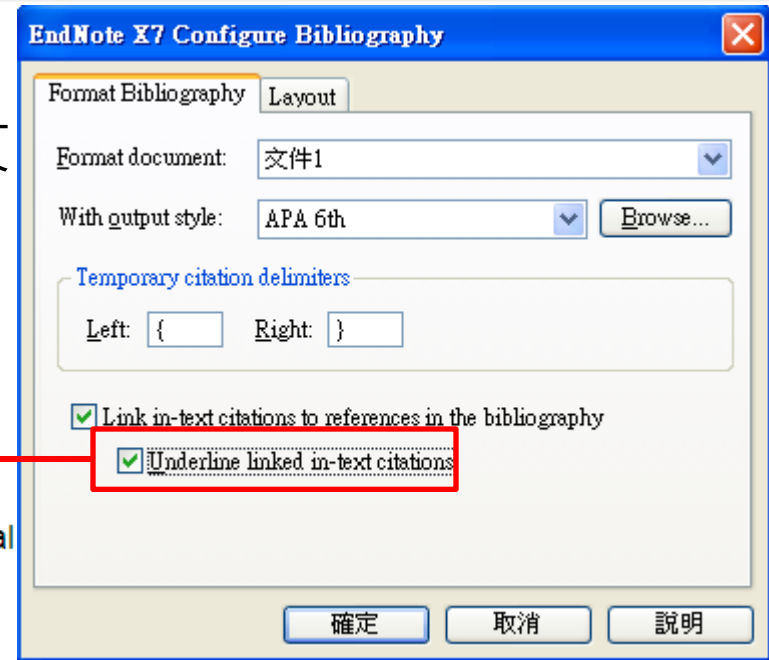 EndNote X7 Configure Bibliography
Format Bibliography Layout
Format document: 文件1
With output style: APA 6th Browse...
Temporary citation delimiters
Left: { Right: }
Link in-text citations to references in the bibliography
Underline linked in-text citations
al
確定 取消 說明